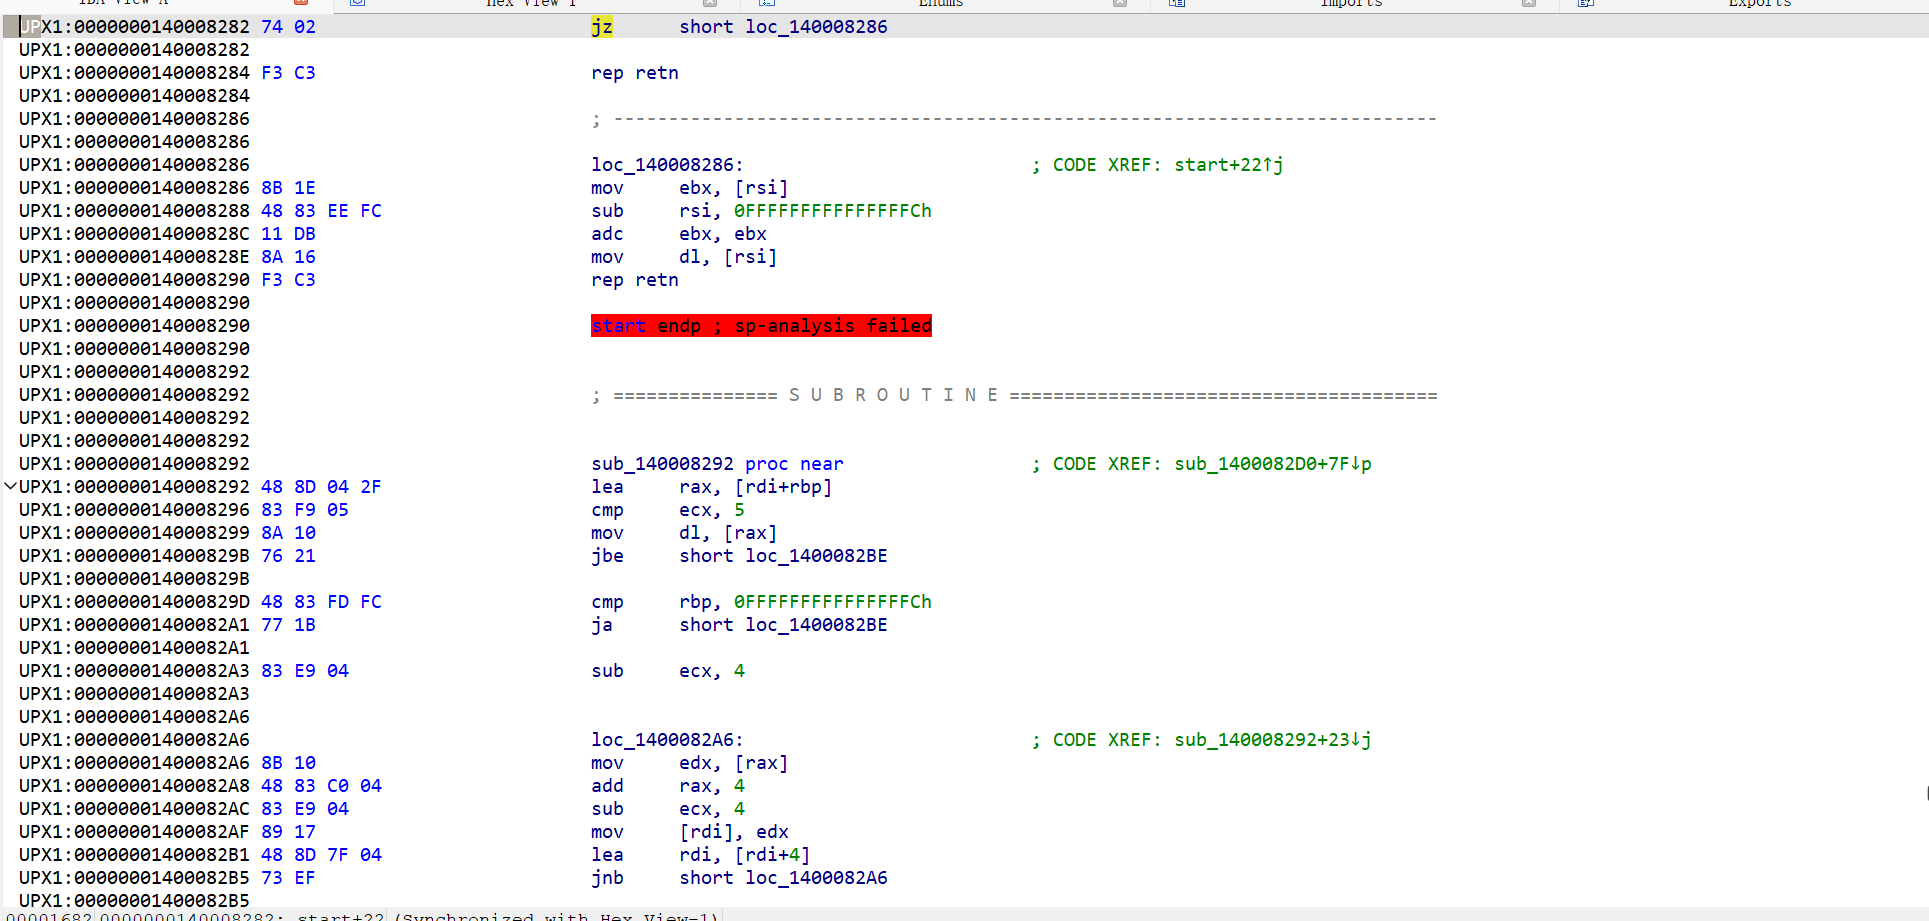 IDA View-A Hex View-1 Enums Imports Exports
UPX1:0000000140008282 74 02 jz short loc_140008286
UPX1:0000000140008282
UPX1:0000000140008284 F3 C3 rep retn
UPX1:0000000140008284
UPX1:0000000140008286 ; ---------------------------------------------------------------------------
UPX1:0000000140008286
UPX1:0000000140008286 loc_140008286: ; CODE XREF: start+22↑j
UPX1:0000000140008286 8B 1E mov ebx, [rsi]
UPX1:0000000140008288 48 83 EE FC sub rsi, 0FFFFFFFFFFFFFFFCh
UPX1:000000014000828C 11 DB adc ebx, ebx
UPX1:000000014000828E 8A 16 mov dl, [rsi]
UPX1:0000000140008290 F3 C3 rep retn
UPX1:0000000140008290
UPX1:0000000140008290 start endp ; sp-analysis failed
UPX1:0000000140008290
UPX1:0000000140008292
UPX1:0000000140008292 ; =============== S U B R O U T I N E =======================================
UPX1:0000000140008292
UPX1:0000000140008292
UPX1:0000000140008292 sub_140008292 proc near ; CODE XREF: sub_1400082D0+7F↓p
UPX1:0000000140008292 48 8D 04 2F lea rax, [rdi+rbp]
UPX1:0000000140008296 83 F9 05 cmp ecx, 5
UPX1:0000000140008299 8A 10 mov dl, [rax]
UPX1:000000014000829B 76 21 jbe short loc_1400082BE
UPX1:000000014000829B
UPX1:000000014000829D 48 83 FD FC cmp rbp, 0FFFFFFFFFFFFFFFCh
UPX1:00000001400082A1 77 1B ja short loc_1400082BE
UPX1:00000001400082A1
UPX1:00000001400082A3 83 E9 04 sub ecx, 4
UPX1:00000001400082A3
UPX1:00000001400082A6
UPX1:00000001400082A6 loc_1400082A6: ; CODE XREF: sub_140008292+23↓j
UPX1:00000001400082A6 8B 10 mov edx, [rax]
UPX1:00000001400082A8 48 83 C0 04 add rax, 4
UPX1:00000001400082AC 83 E9 04 sub ecx, 4
UPX1:00000001400082AF 89 17 mov [rdi], edx
UPX1:00000001400082B1 48 8D 7F 04 lea rdi, [rdi+4]
UPX1:00000001400082B5 73 EF jnb short loc_1400082A6
UPX1:00000001400082B5
00001682 0000000140008282: start+22 (Synchronized with Hex View-1)